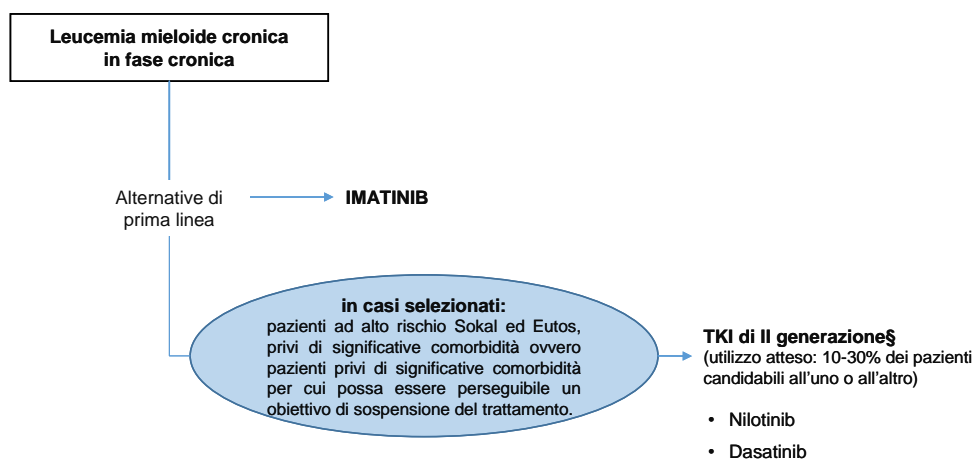 Leucemia mieloide cronica
in fase cronica
Alternative di
prima linea
IMATINIB
in casi selezionati:
pazienti ad alto rischio Sokal ed Eutos,
privi di significative comorbidità ovvero
pazienti privi di significative comorbidità
per cui possa essere perseguibile un
obiettivo di sospensione del trattamento.
TKI di II generazione§
(utilizzo atteso: 10-30% dei pazienti
candidabili all'uno o all'altro)
• Nilotinib
• Dasatinib